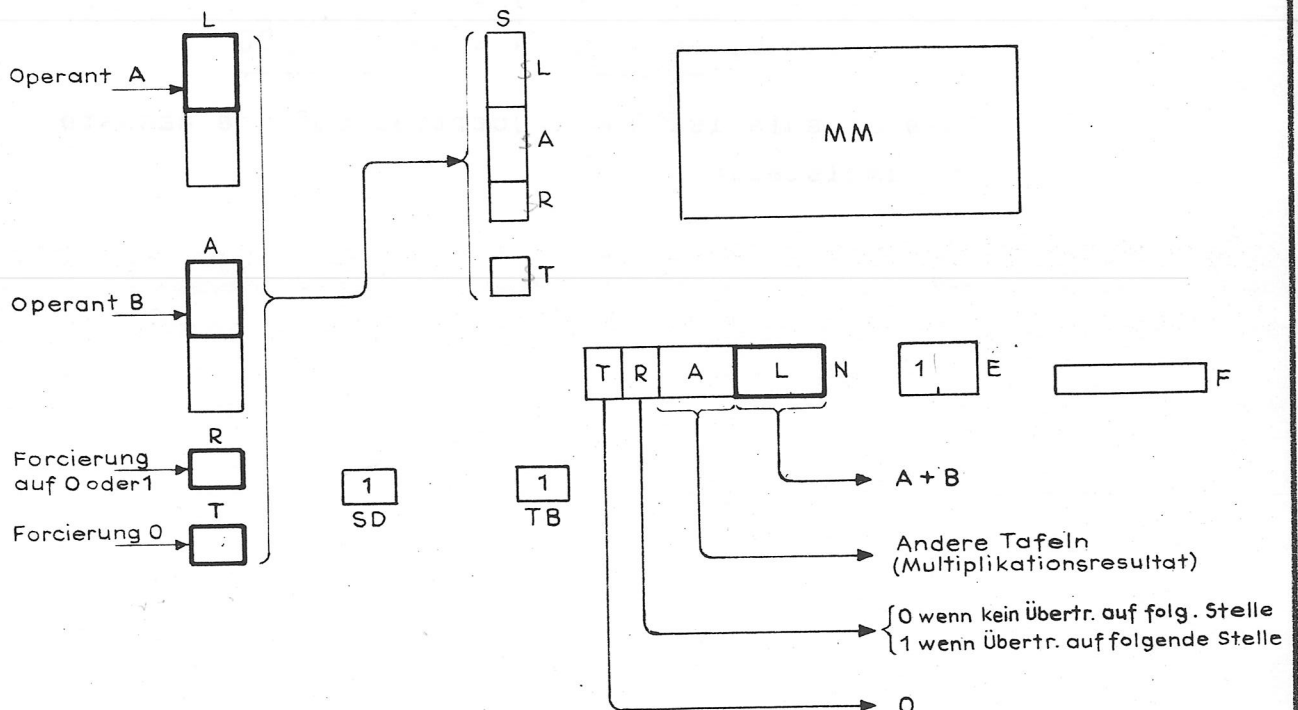 L
S
Operant A
L
MM
A
R
A
T
Operant B
T R A L N
1 E
F
R
Forcierung
auf 0 oder 1
1
SD
1
TB
A + B
T
Forcierung 0
Andere Tafeln
(Multiplikationsresultat)
0 wenn kein Übertr. auf folg. Stelle
1 wenn Übertr. auf folgende Stelle
0